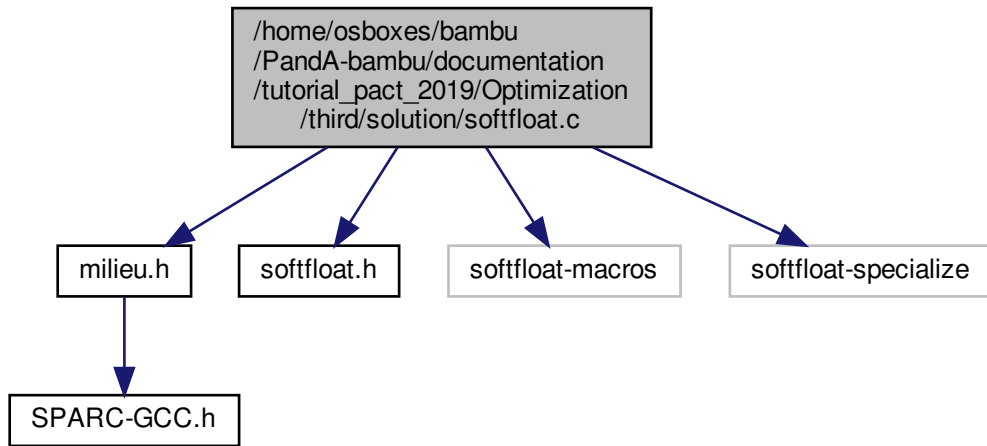 /home/osboxes/bambu
/PandA-bambu/documentation
/tutorial_pact_2019/Optimization
/third/solution/softfloat.c
milieu.h
softfloat.h
softfloat-macros
softfloat-specialize
SPARC-GCC.h